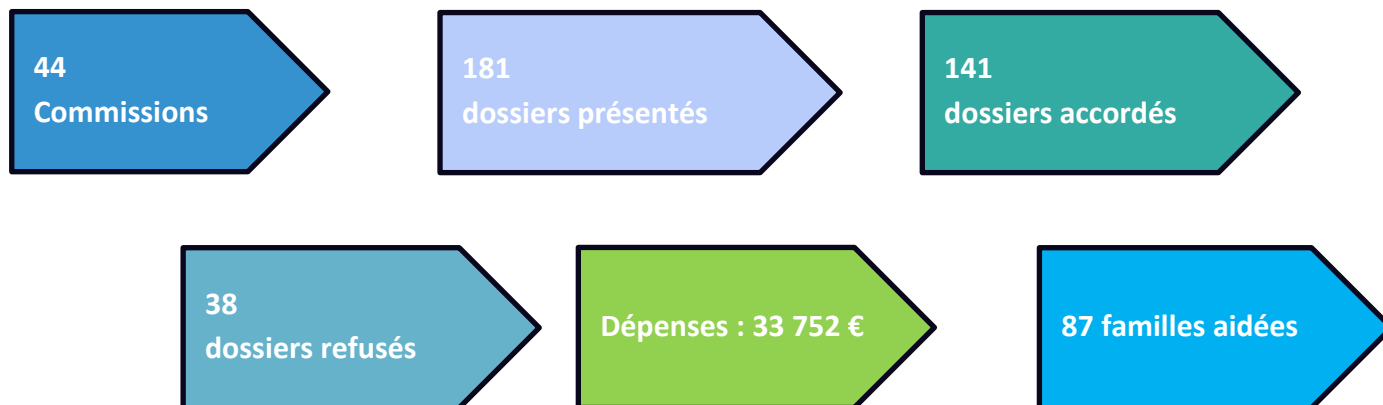 44
Commissions
181
dossiers présentés
141
dossiers accordés
38
dossiers refusés
Dépenses : 33 752 €
87 familles aidées